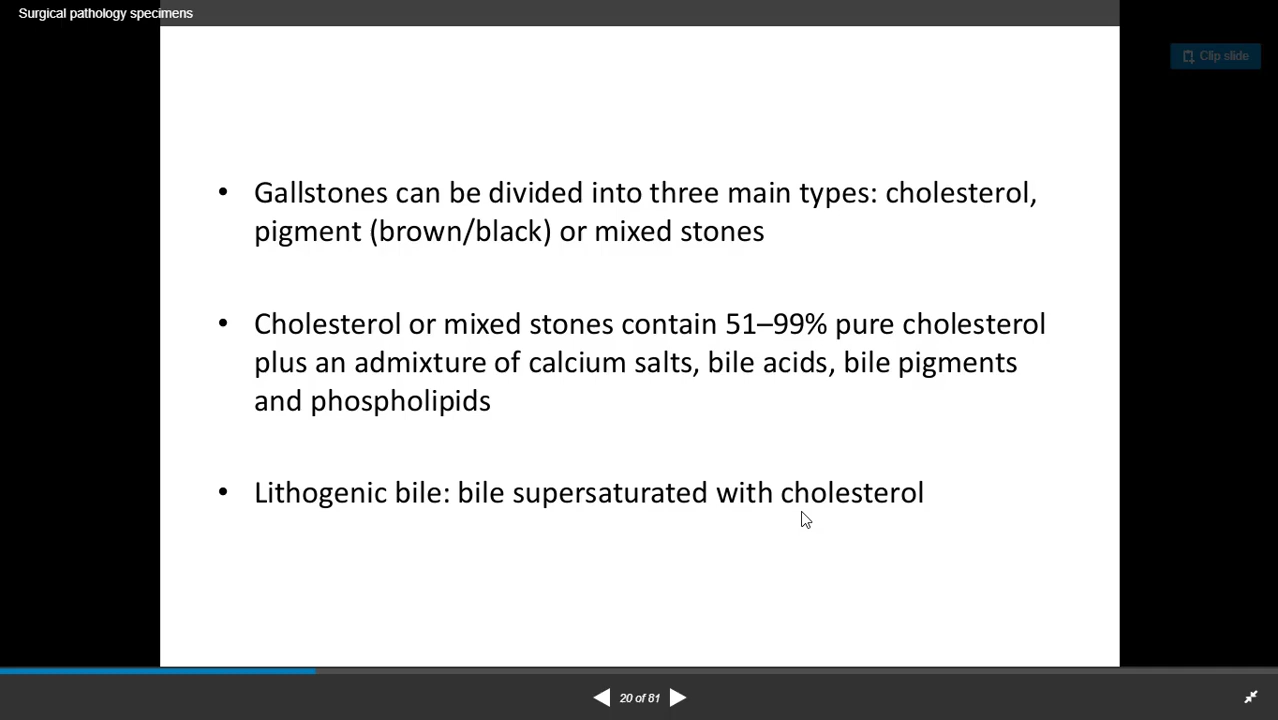 Surgical pathology specimens
Clip slide
• Gallstones can be divided into three main types: cholesterol,
pigment (brown/black) or mixed stones
• Cholesterol or mixed stones contain 51–99% pure cholesterol
plus an admixture of calcium salts, bile acids, bile pigments
and phospholipids
• Lithogenic bile: bile supersaturated with cholesterol
20 of 81